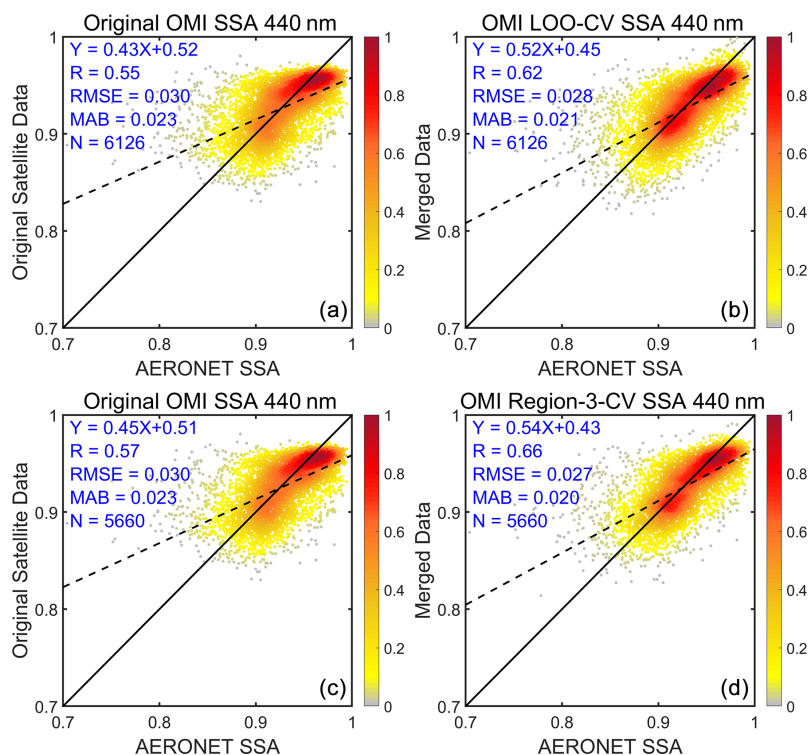 Original OMI SSA 440 nm
Y = 0.43X+0.52
R = 0.55
RMSE = 0.030
MAB = 0.023
N = 6126
(a)
Original Satellite Data
1
0.9
0.8
0.7
0.7
0.8
0.9
1
AERONET SSA
1
0.8
0.6
0.4
0.2
0
OMI LOO-CV SSA 440 nm
Y = 0.52X+0.45
R = 0.62
RMSE = 0.028
MAB = 0.021
N = 6126
(b)
Merged Data
1
0.9
0.8
0.7
0.7
0.8
0.9
1
AERONET SSA
1
0.8
0.6
0.4
0.2
0
Original OMI SSA 440 nm
Y = 0.45X+0.51
R = 0.57
RMSE = 0.030
MAB = 0.023
N = 5660
(c)
Original Satellite Data
1
0.9
0.8
0.7
0.7
0.8
0.9
1
AERONET SSA
1
0.8
0.6
0.4
0.2
0
OMI Region-3-CV SSA 440 nm
Y = 0.54X+0.43
R = 0.66
RMSE = 0.027
MAB = 0.020
N = 5660
(d)
Merged Data
1
0.9
0.8
0.7
0.7
0.8
0.9
1
AERONET SSA
1
0.8
0.6
0.4
0.2
0